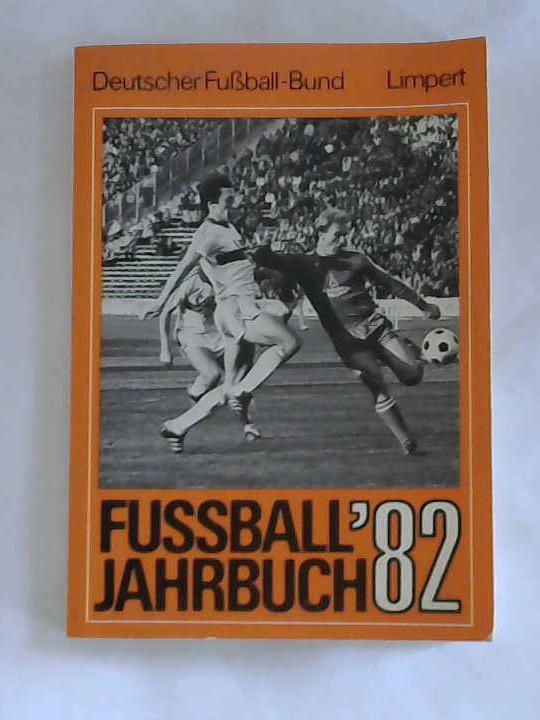 Deutscher Fußball-Bund Limpert
FUSSBALL
JAHRBUCH '82